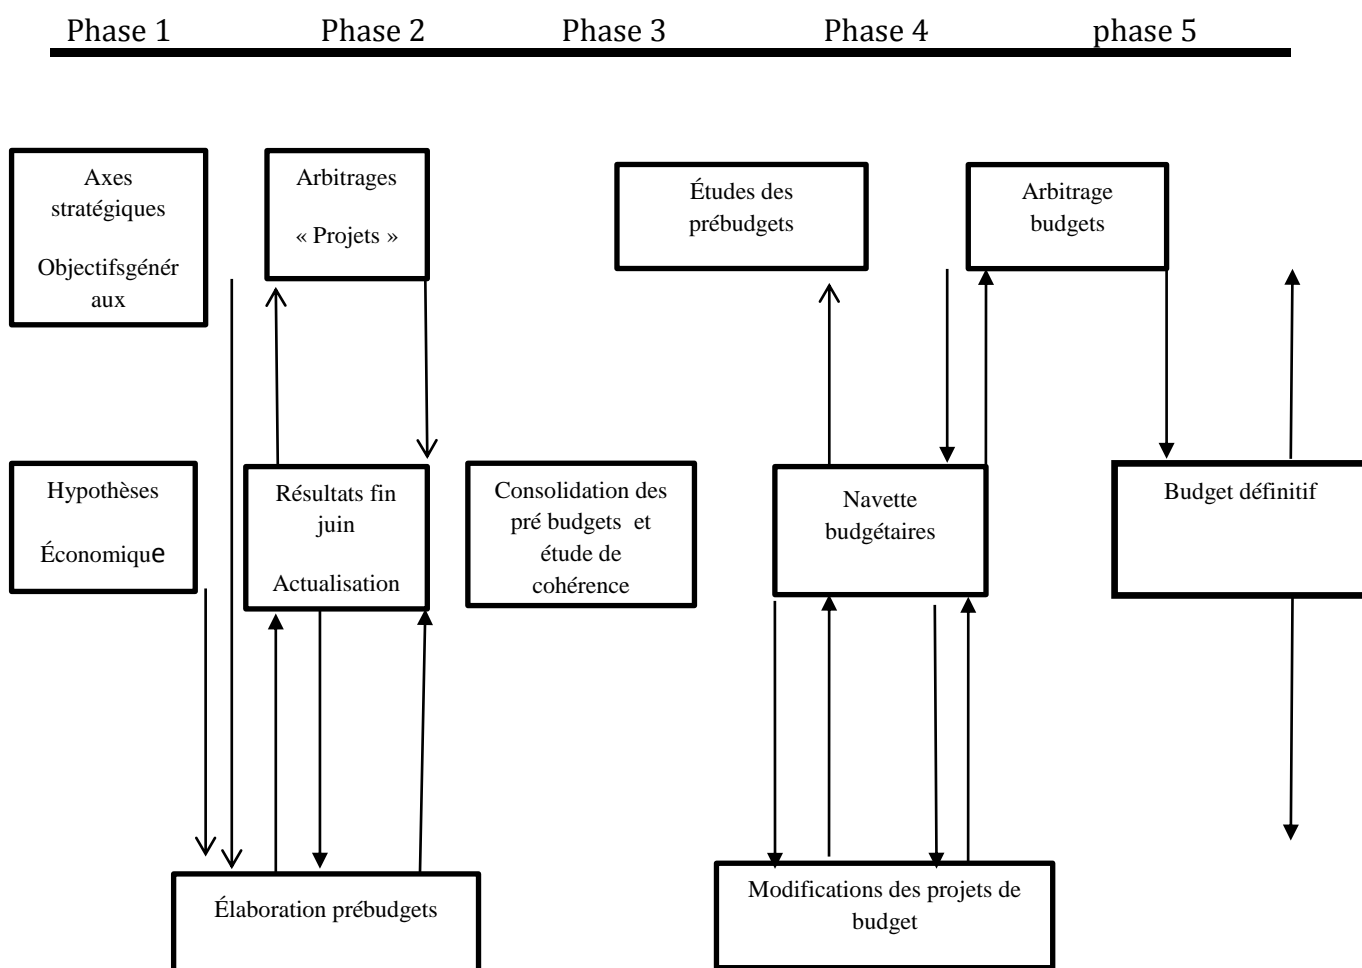 Phase 1 Phase 2 Phase 3 Phase 4 phase 5
Axes
stratégiques
Objectifsgénér
aux
Arbitrages
« Projets »
Études des
prébudgets
Arbitrage
budgets
Hypothèses
Économique
Résultats fin
juin
Actualisation
Consolidation des
pré budgets et
étude de
cohérence
Navette
budgétaires
Budget définitif
Élaboration prébudgets
Modifications des projets de
budget